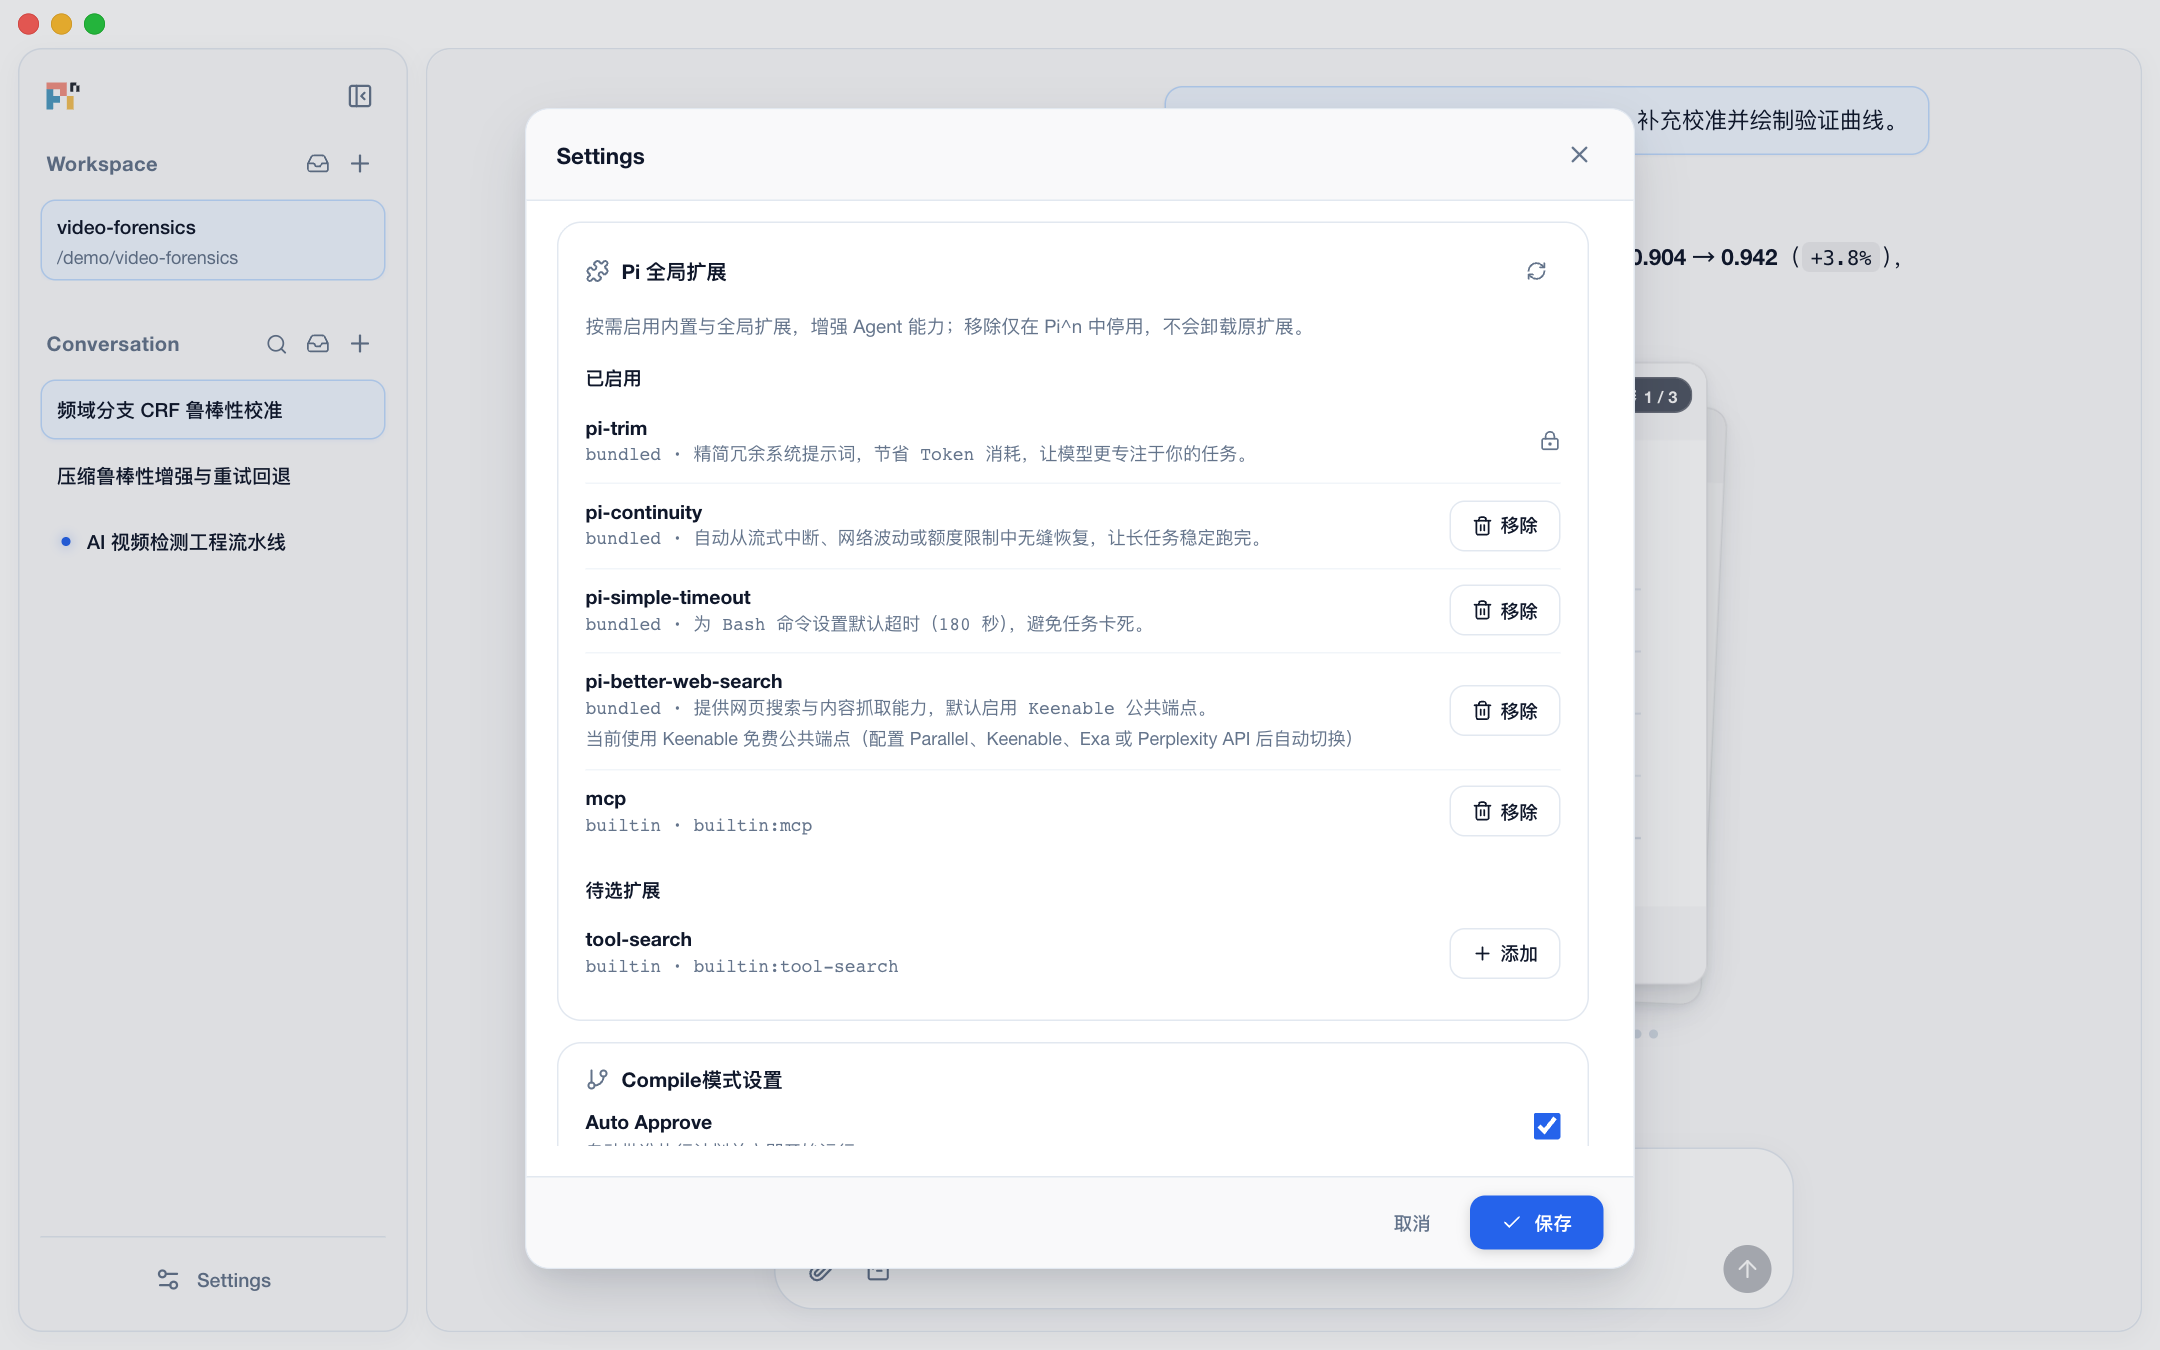 Workspace
video-forensics
/demo/video-forensics
Conversation
频域分支 CRF 鲁棒性校准
压缩鲁棒性增强与重试回退
AI 视频检测工程流水线
Settings
补充校准并绘制验证曲线。
0.904 → 0.942（+3.8%），
1 / 3
Settings
Pi 全局扩展
按需启用内置与全局扩展，增强 Agent 能力；移除仅在 Pi^n 中停用，不会卸载原扩展。
已启用
pi-trim
bundled · 精简冗余系统提示词，节省 Token 消耗，让模型更专注于你的任务。
pi-continuity
bundled · 自动从流式中断、网络波动或额度限制中无缝恢复，让长任务稳定跑完。
移除
pi-simple-timeout
bundled · 为 Bash 命令设置默认超时（180 秒），避免任务卡死。
移除
pi-better-web-search
bundled · 提供网页搜索与内容抓取能力，默认启用 Keenable 公共端点。
当前使用 Keenable 免费公共端点（配置 Parallel、Keenable、Exa 或 Perplexity API 后自动切换）
移除
mcp
builtin · builtin:mcp
移除
待选扩展
tool-search
builtin · builtin:tool-search
添加
Compile模式设置
Auto Approve
取消
保存